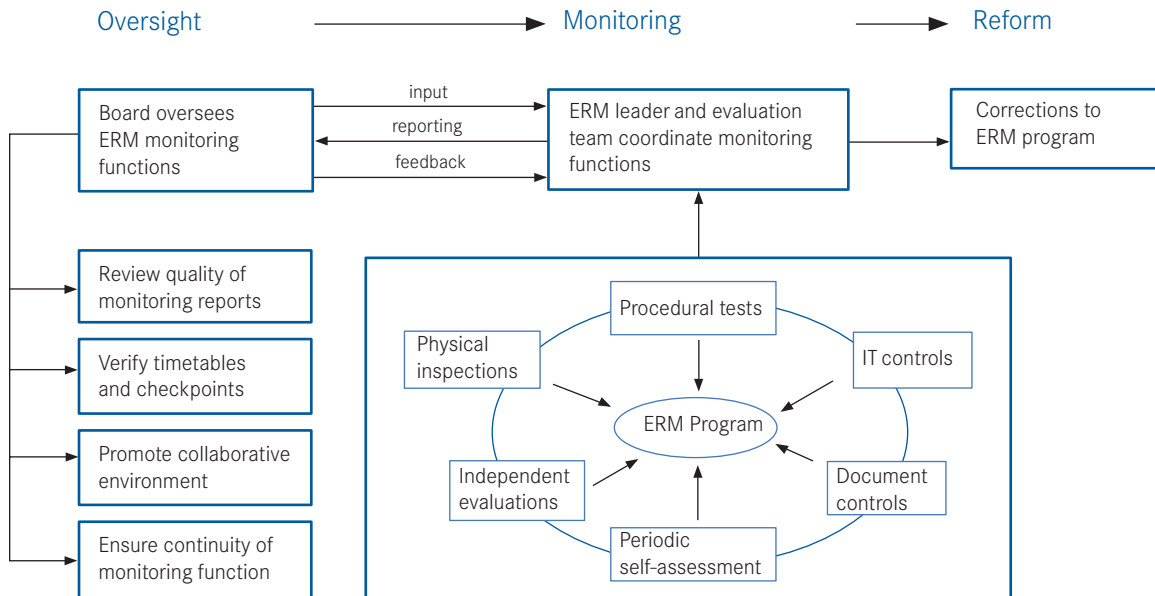 Oversight
Monitoring
Reform
Board oversees
ERM monitoring
functions
input
reporting
feedback
ERM leader and evaluation
team coordinate monitoring
functions
Corrections to
ERM program
Review quality of
monitoring reports
Verify timetables
and checkpoints
Promote collaborative
environment
Ensure continuity of
monitoring function
Procedural tests
Physical
inspections
IT controls
ERM Program
Independent
evaluations
Document
controls
Periodic
self-assessment